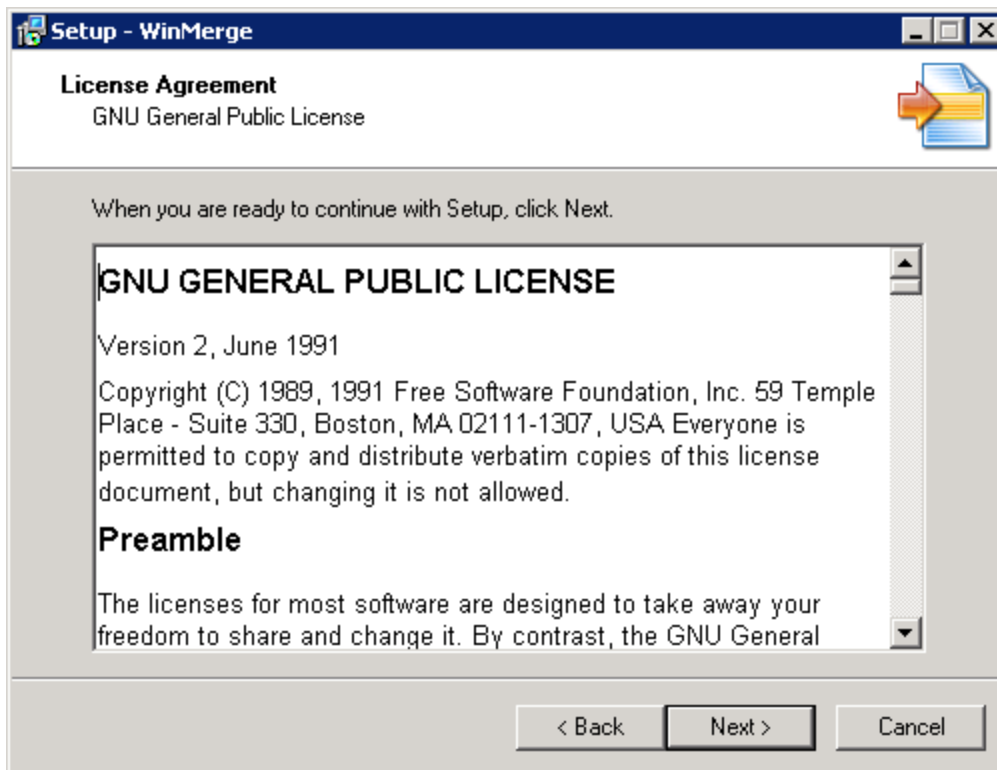 Setup - WinMerge
License Agreement
GNU General Public License
When you are ready to continue with Setup, click Next.
GNU GENERAL PUBLIC LICENSE
Version 2, June 1991
Copyright (C) 1989, 1991 Free Software Foundation, Inc. 59 Temple
Place - Suite 330, Boston, MA 02111-1307, USA Everyone is
permitted to copy and distribute verbatim copies of this license
document, but changing it is not allowed.
Preamble
The licenses for most software are designed to take away your
freedom to share and change it. By contrast, the GNU General
< Back
Next >
Cancel